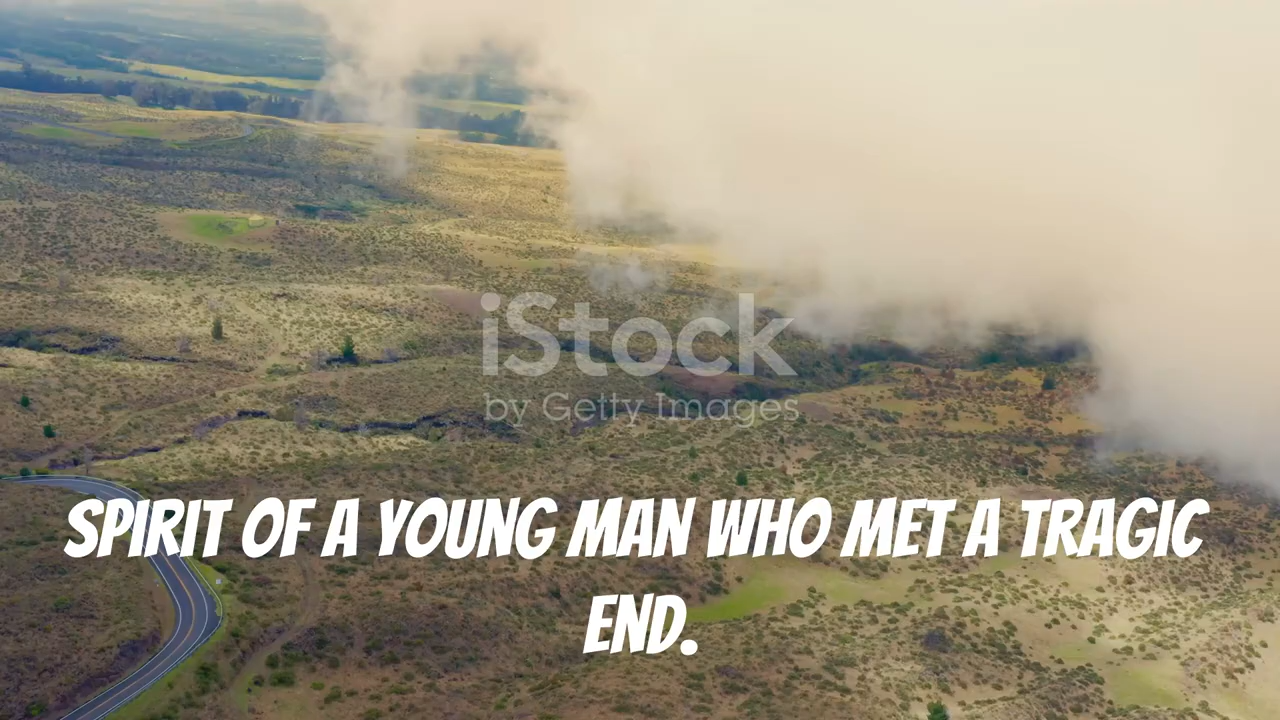 iStock
by Getty Images
SPIRIT OF A YOUNG MAN WHO MET A TRAGIC
END.